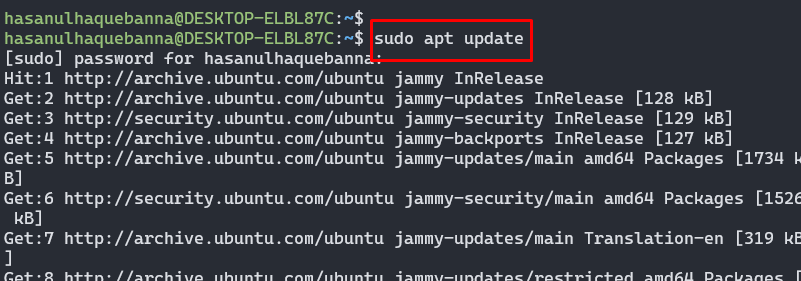 hasanulhaquebanna@DESKTOP-ELBL87C:~$
hasanulhaquebanna@DESKTOP-ELBL87C:~$ sudo apt update
[sudo] password for hasanulhaquebanna:
Hit:1 http://archive.ubuntu.com/ubuntu jammy InRelease
Get:2 http://archive.ubuntu.com/ubuntu jammy-updates InRelease [128 kB]
Get:3 http://security.ubuntu.com/ubuntu jammy-security InRelease [129 kB]
Get:4 http://archive.ubuntu.com/ubuntu jammy-backports InRelease [127 kB]
Get:5 http://archive.ubuntu.com/ubuntu jammy-updates/main amd64 Packages [1734 k
B]
Get:6 http://security.ubuntu.com/ubuntu jammy-security/main amd64 Packages [1526
kB]
Get:7 http://archive.ubuntu.com/ubuntu jammy-updates/main Translation-en [319 kB
]
Get:8 http://archive.ubuntu.com/ubuntu jammy-updates/restricted amd64 Packages [